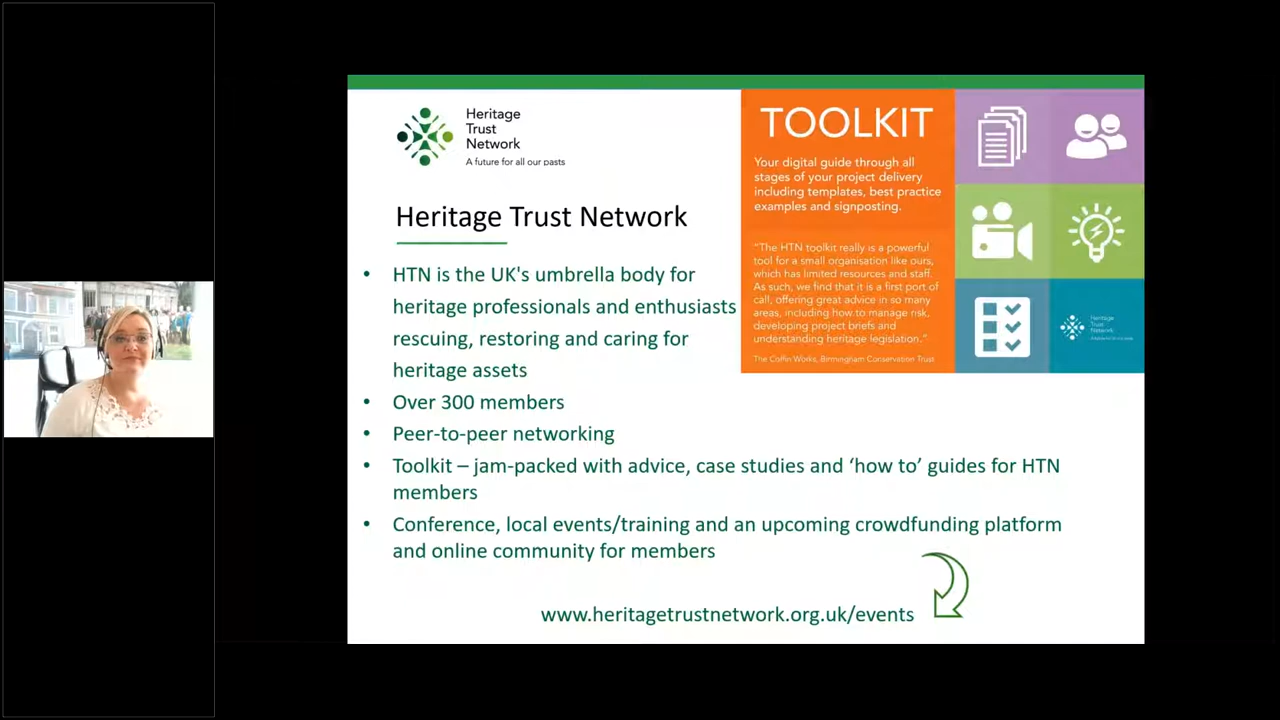 Heritage
Trust
Network
A future for all our pasts
Heritage Trust Network
• HTN is the UK's umbrella body for
heritage professionals and enthusiasts
rescuing, restoring and caring for
heritage assets
• Over 300 members
• Peer-to-peer networking
• Toolkit – jam-packed with advice, case studies and ‘how to’ guides for HTN
members
• Conference, local events/training and an upcoming crowdfunding platform
and online community for members
www.heritagetrustnetwork.org.uk/events
TOOLKIT
Your digital guide through all
stages of your project delivery
including templates, best practice
examples and signposting.
“The HTN toolkit really is a powerful
tool for a small organisation like ours,
which has limited resources and staff.
As such, we find that it is a first port of
call, offering great advice in so many
areas, including how to manage risk,
developing project briefs and
understanding heritage legislation.”
The Coffin Works, Birmingham Conservation Trust
Heritage
Trust
Network